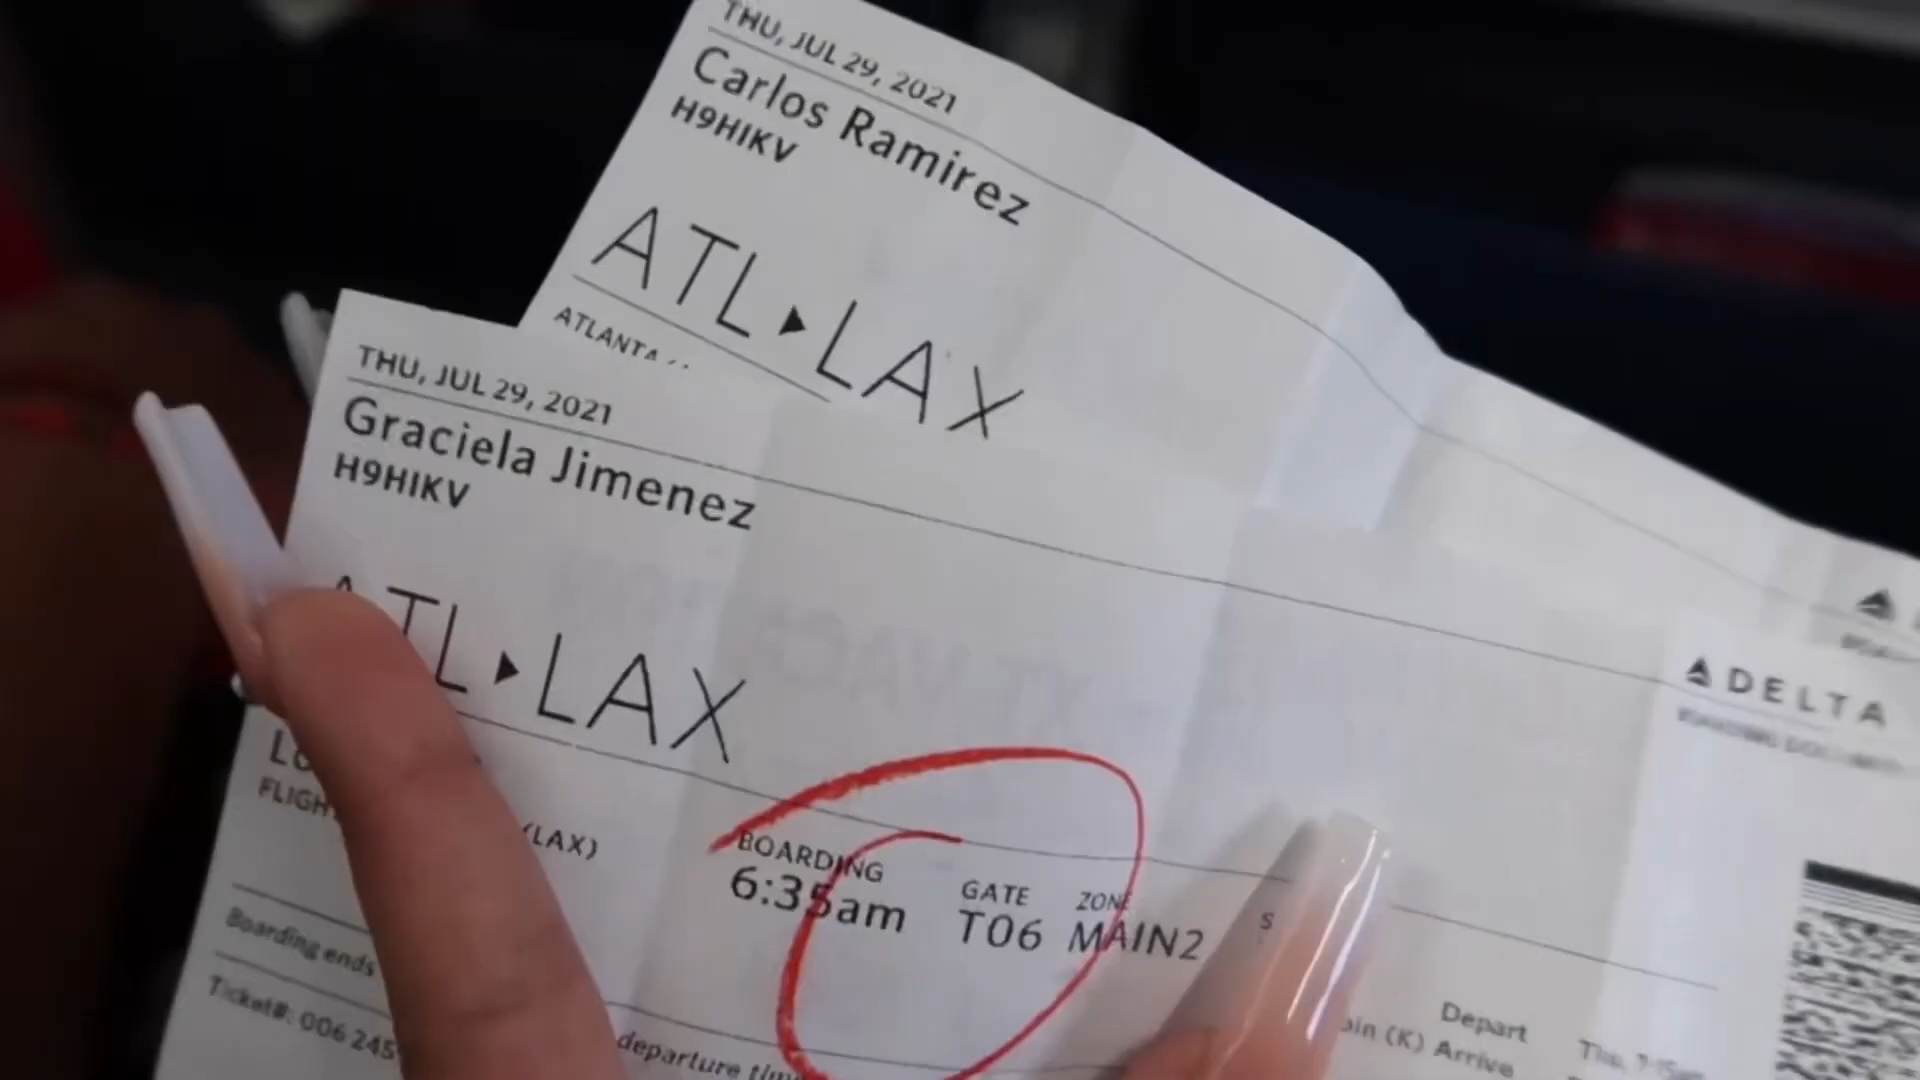 THU, JUL 29, 2021
Carlos Ramirez
H9HIKV
ATL▸LAX
ATLANTA
THU, JUL 29, 2021
Graciela Jimenez
H9HIKV
ATL▸LAX
DELTA
FLIGHT
(LAX)
BOARDING GATE ZONE
6:35am T06 MAIN2
S
Boarding ends
departure
Ticket#: 006 245
Depart
(K) Arrive